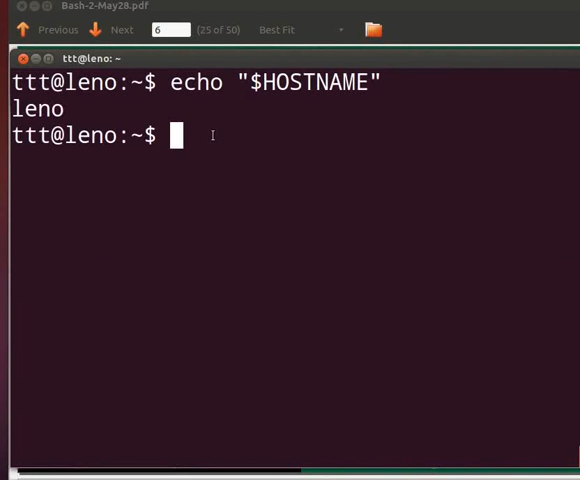 Bash-2-May28.pdf
Previous Next 6 (25 of 50) Best Fit
ttt@leno: ~
ttt@leno:~$ echo "$HOSTNAME"
leno
ttt@leno:~$